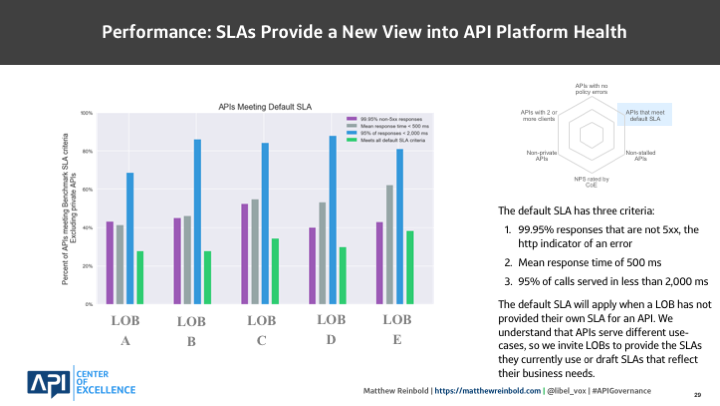 Performance: SLAs Provide a New View into API Platform Health
APIs Meeting Default SLA
Percent of APIs meeting Benchmark SLA criteria
Excluding private APIs
100%
80%
60%
40%
20%
0%
99.95% non-5xx responses
Mean response time < 500 ms
95% of responses < 2,000 ms
Meets all default SLA criteria
LOB
A
LOB
B
LOB
C
LOB
D
LOB
E
APIs with no
policy errors
APIs with 2 or
more clients
APIs that meet
default SLA
Non-private
APIs
Non-stalled
APIs
NPS rated by
CoE
The default SLA has three criteria:
1. 99.95% responses that are not 5xx, the
http indicator of an error
2. Mean response time of 500 ms
3. 95% of calls served in less than 2,000 ms
The default SLA will apply when a LOB has not
provided their own SLA for an API. We
understand that APIs serve different use-
cases, so we invite LOBs to provide the SLAs
they currently use or draft SLAs that reflect
their business needs.
API
CENTER
OF
EXCELLENCE
Matthew Reinbold | https://matthewreinbold.com | @libel_vox | #APIGovernance
29